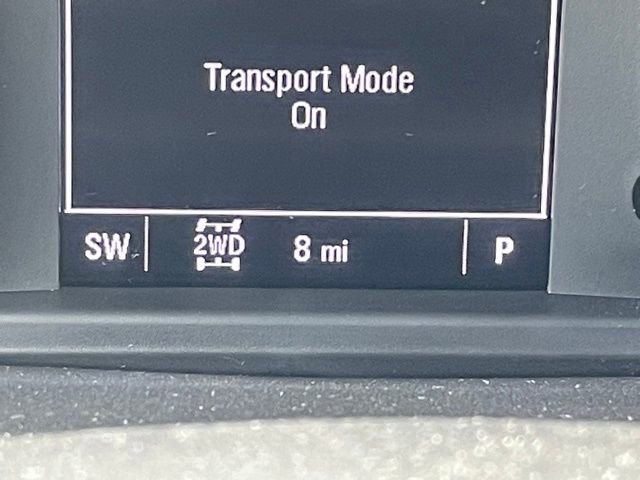 Transport Mode
On
SW 2WD 8 mi P